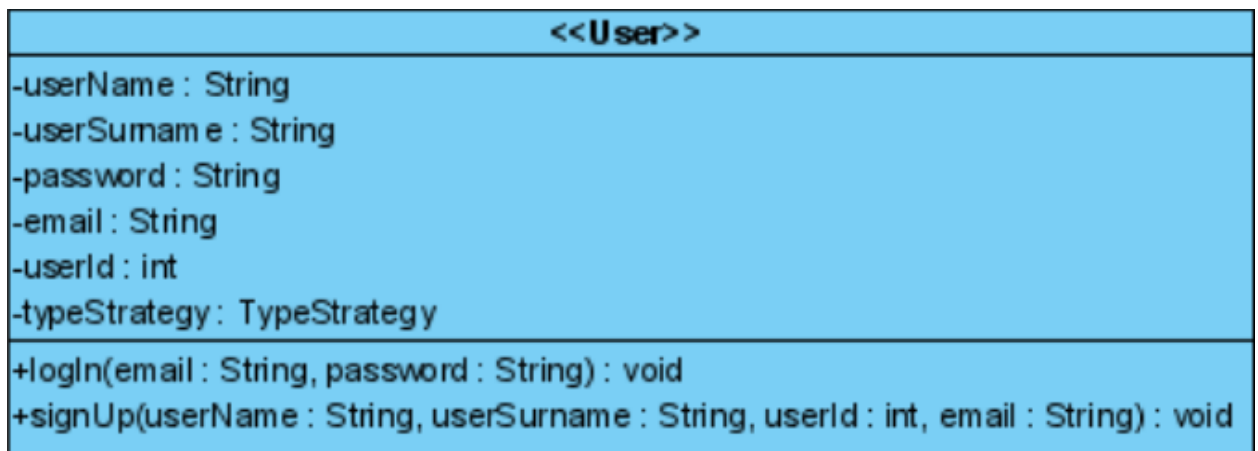 <<User>>
-userName : String
-userSurname : String
-password : String
-email : String
-userId : int
-typeStrategy : TypeStrategy
+logIn(email : String, password : String) : void
+signUp(userName : String, userSurname : String, userId : int, email : String) : void